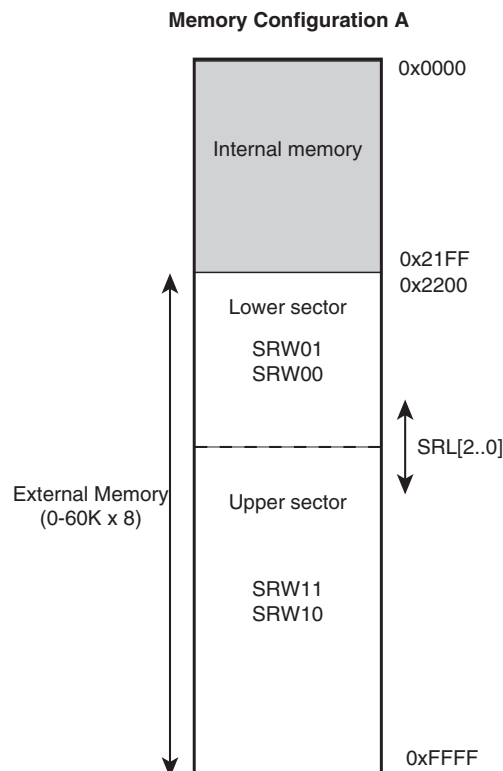 Memory Configuration A
0x0000
Internal memory
0x21FF
0x2200
Lower sector
SRW01
SRW00
SRL[2..0]
External Memory
(0-60K x 8)
Upper sector
SRW11
SRW10
0xFFFF